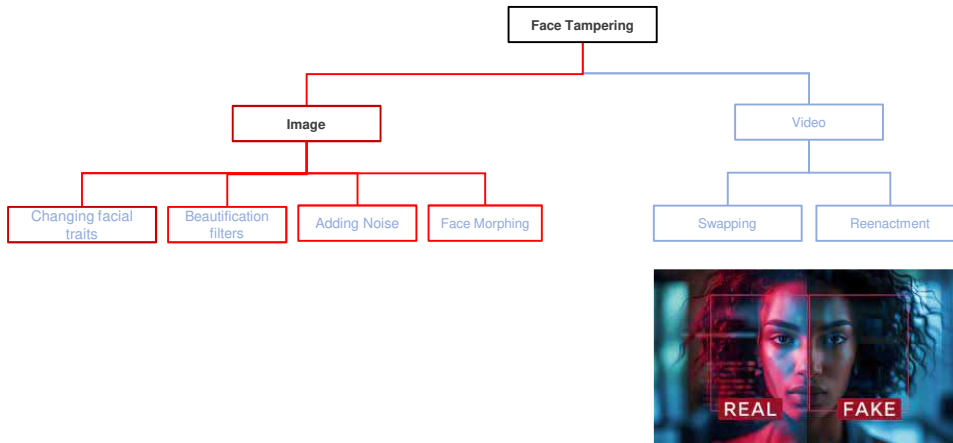 Face Tampering
Image
Video
Changing facial
traits
Beautification
filters
Adding Noise
Face Morphing
Swapping
Reenactment
REAL
FAKE